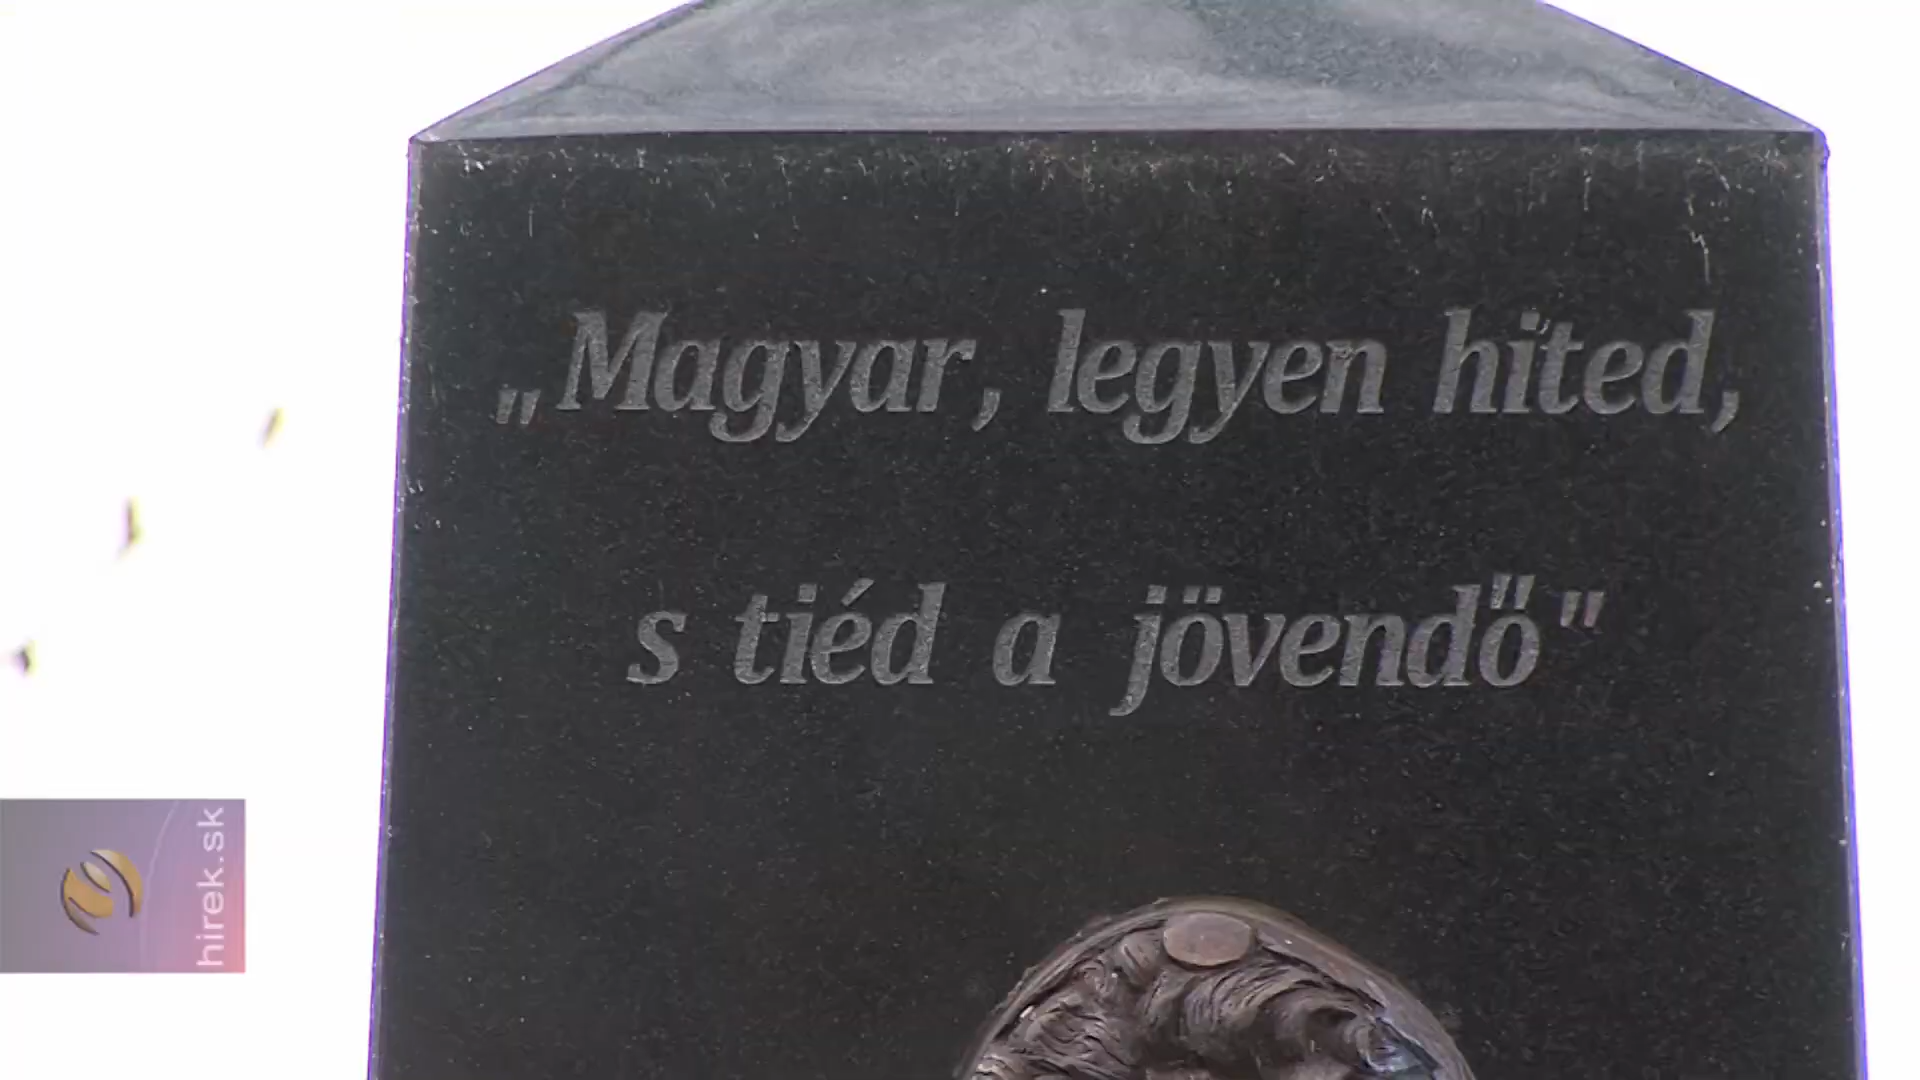 „Magyar, legyen hited,
s tiéd a jövendő"
hirek.sk